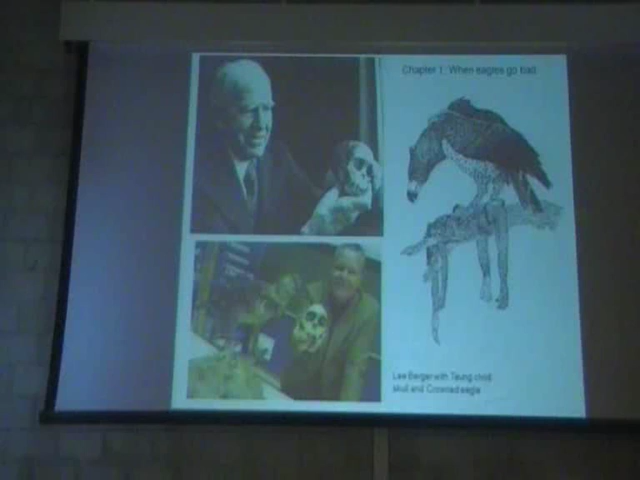 Chapter 1: When eagles go bad
Lee Berger with Taung child
skull and Crowned eagle